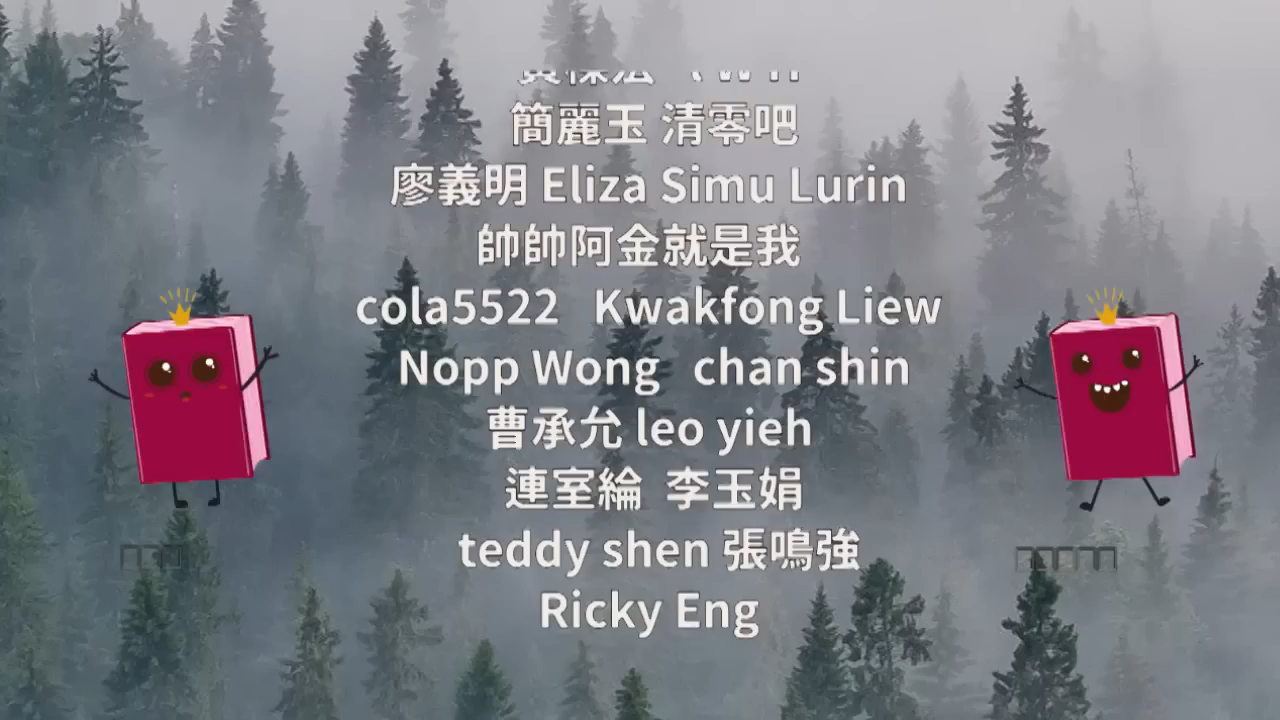 簡麗玉 清零吧
廖義明 Eliza Simu Lurin
帥帥阿金就是我
cola5522 Kwakfong Liew
Nopp Wong chan shin
曹承允 leo yieh
連室綸 李玉娟
teddy shen 張鳴強
Ricky Eng